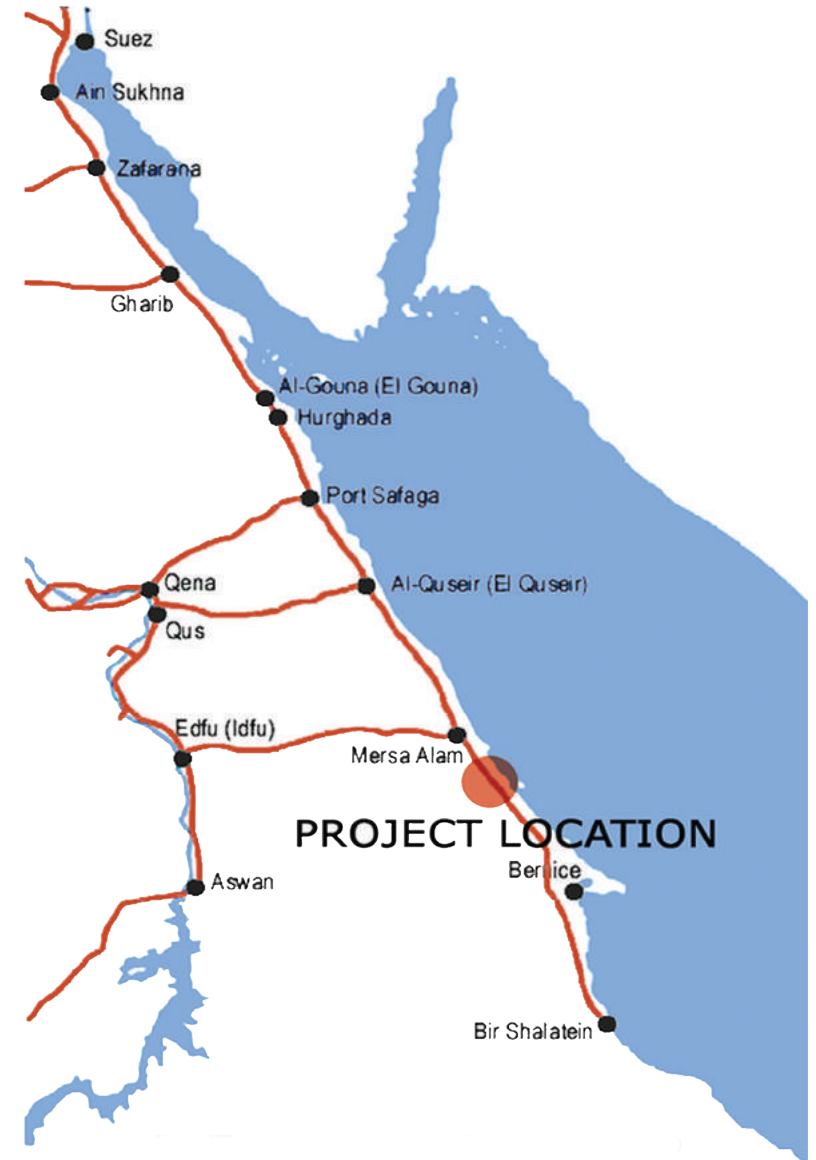 Suez
Ain Sukhna
Zafarana
Gharib
Al-Gouna (El Gouna)
Hurghada
Port Safaga
Qena
Al-Quseir (El Quseir)
Qus
Edfu (Idfu)
Mersa Alam
PROJECT LOCATION
Bernice
Aswan
Bir Shalatein